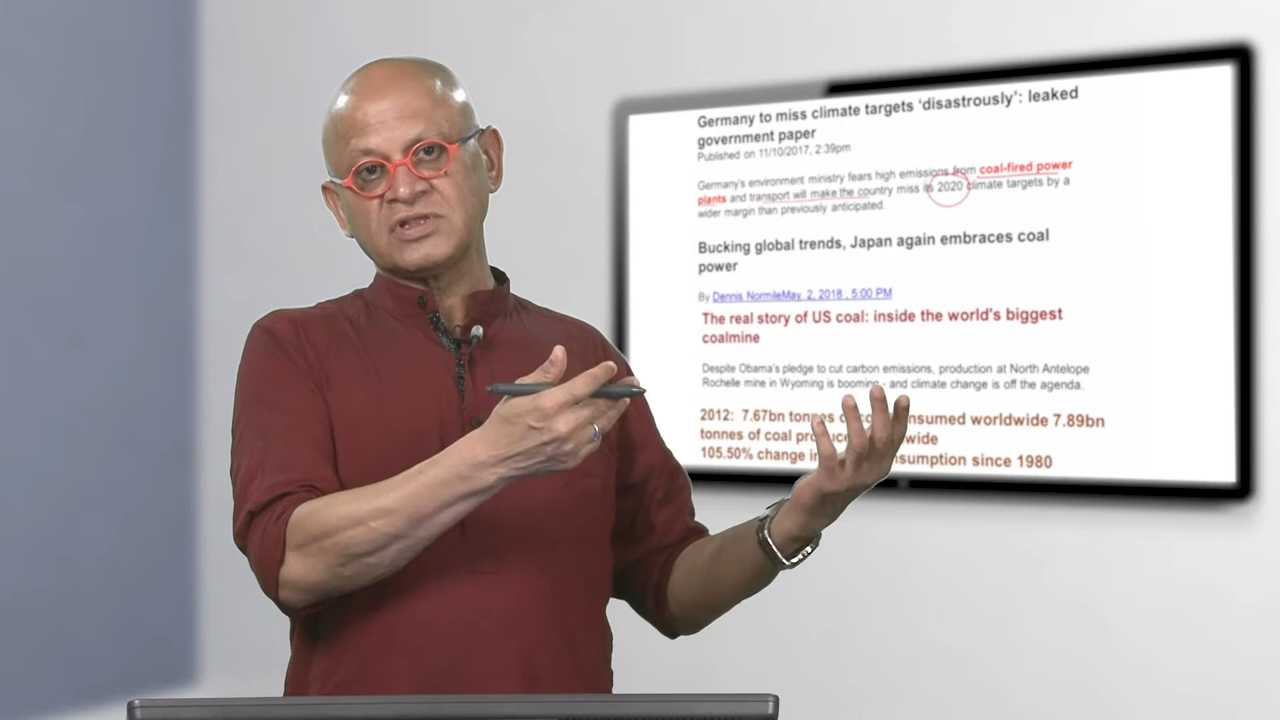 Germany to miss climate targets ‘disastrously’: leaked
government paper
Published on 11/10/2017, 2:39pm
Germany's environment ministry fears high emissions from coal-fired power
plants and transport will make the country miss its 2020 climate targets by a
wider margin than previously anticipated.
Bucking global trends, Japan again embraces coal
power
By Dennis NormileMay. 2, 2018 , 5:00 PM
The real story of US coal: inside the world's biggest
coalmine
Despite Obama's pledge to cut carbon emissions, production at North Antelope
Rochelle mine in Wyoming is booming - and climate change is off the agenda.
2012: 7.67bn tonnes worldwide 7.89bn
tonnes of coal
105.50% change since 1980